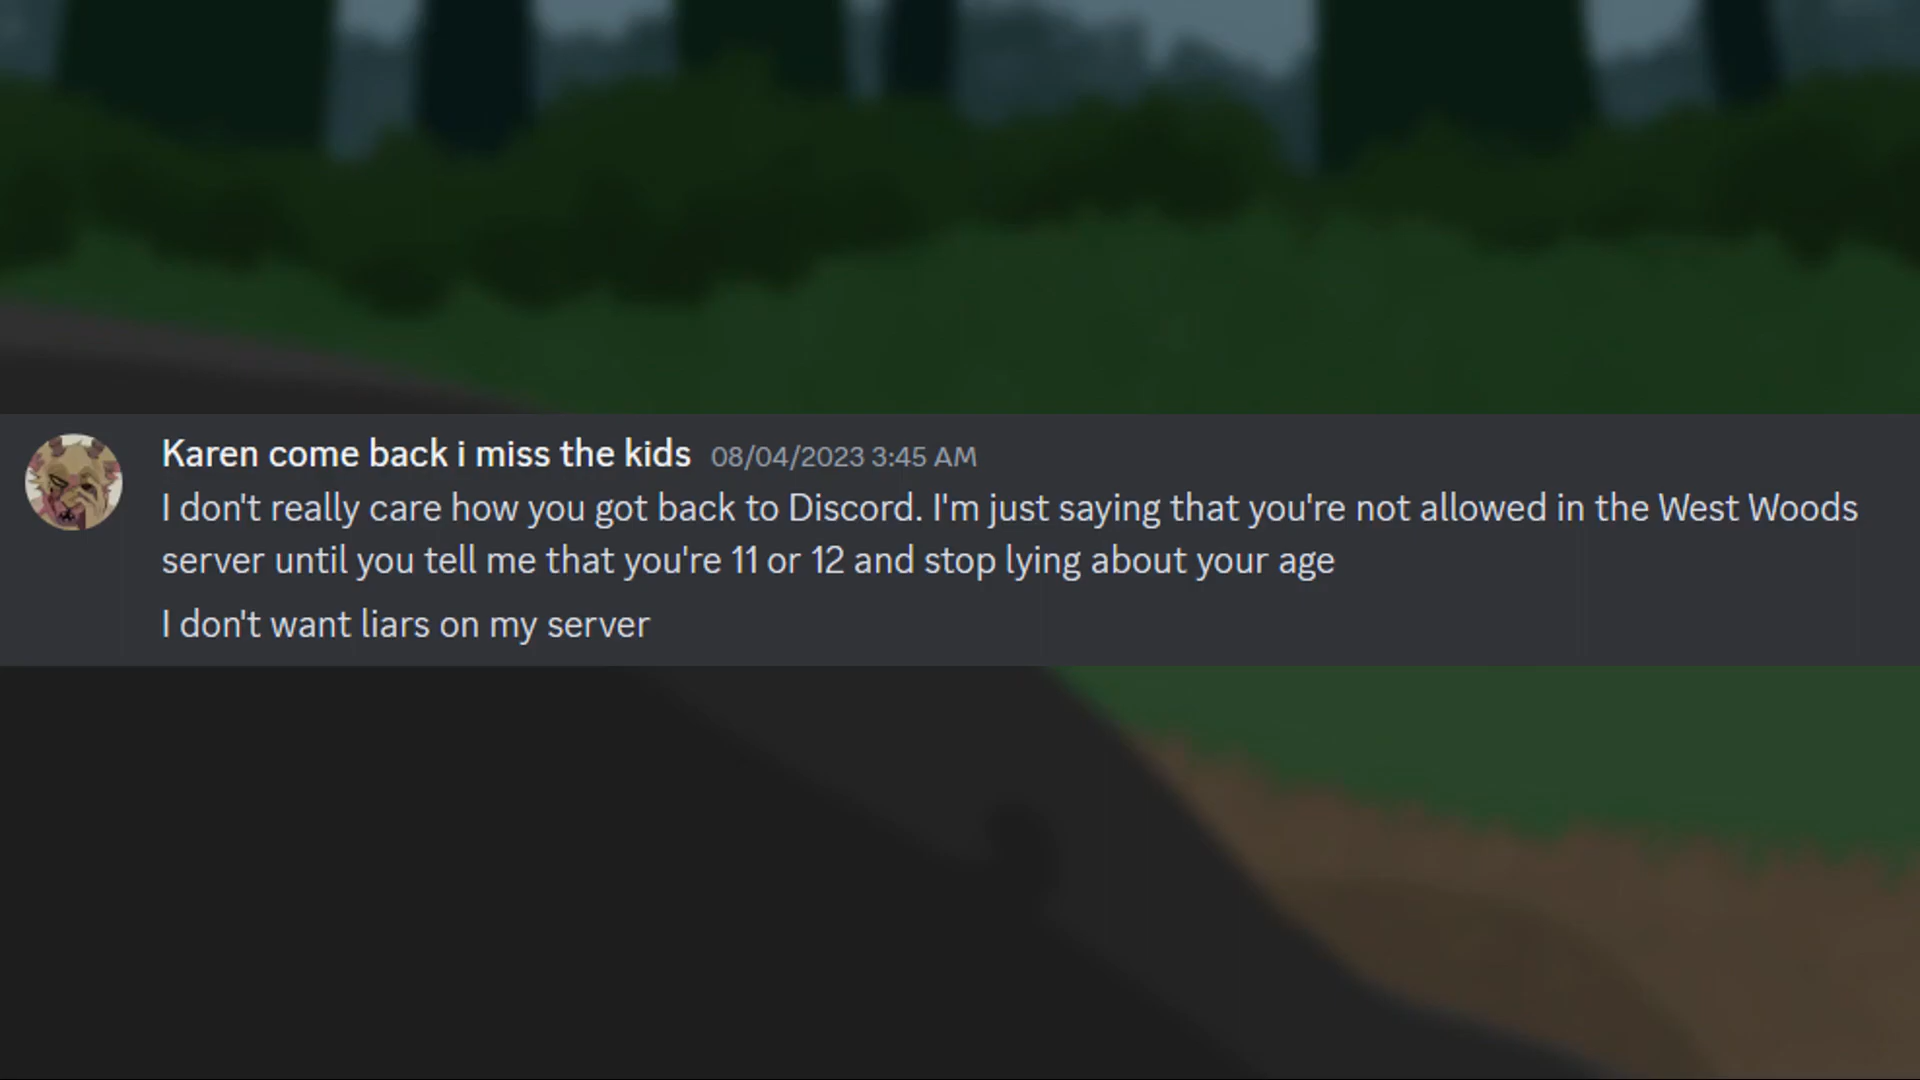 Karen come back i miss the kids 08/04/2023 3:45 AM
I don't really care how you got back to Discord. I'm just saying that you're not allowed in the West Woods
server until you tell me that you're 11 or 12 and stop lying about your age
I don't want liars on my server